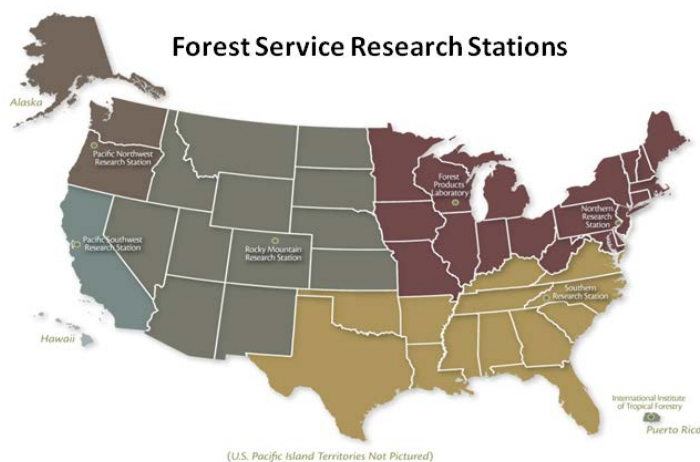 Forest Service Research Stations
Alaska
Pacific Northwest
Research Station
Forest
Products
Laboratory
Northern
Research
Station
Pacific Southwest
Research Station
Rocky Mountain
Research Station
Southern
Research Station
Hawaii
International Institute
of Tropical Forestry
Puerto Rico
(U.S. Pacific Island Territories Not Pictured)